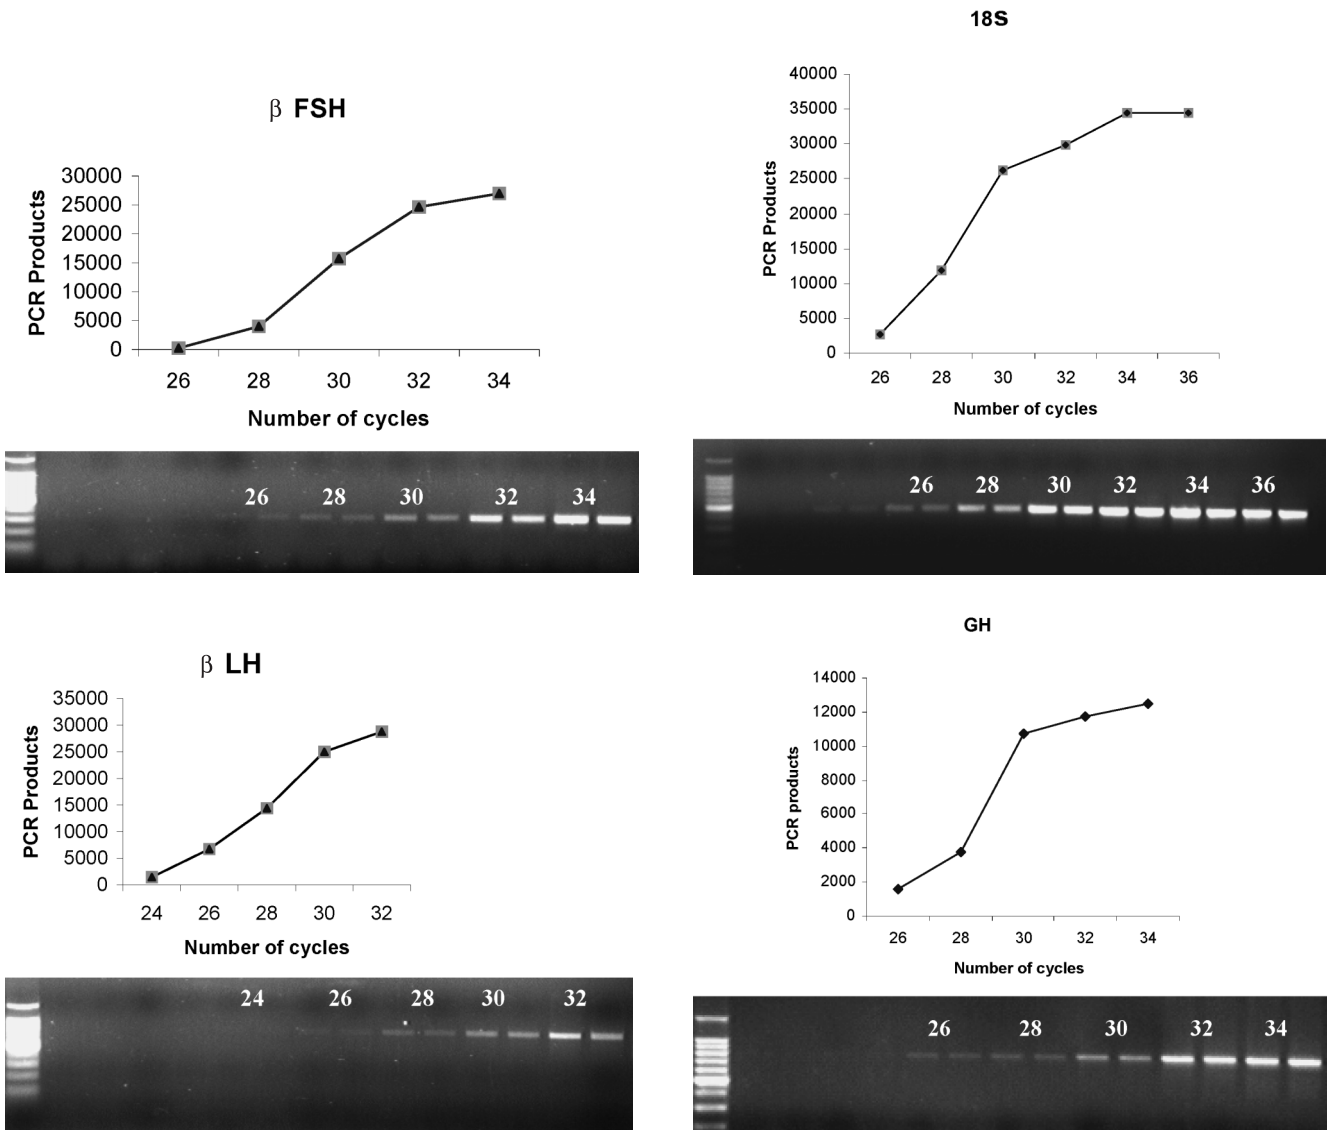 β FSH
30000
25000
20000
15000
10000
5000
0
PCR Products
26 28 30 32 34
Number of cycles
26 28 30 32 34
18S
40000
35000
30000
25000
20000
15000
10000
5000
0
PCR Products
26 28 30 32 34 36
Number of cycles
26 28 30 32 34 36
β LH
35000
30000
25000
20000
15000
10000
5000
0
PCR Products
24 26 28 30 32
Number of cycles
24 26 28 30 32
GH
14000
12000
10000
8000
6000
4000
2000
0
PCR products
26 28 30 32 34
Number of cycles
26 28 30 32 34